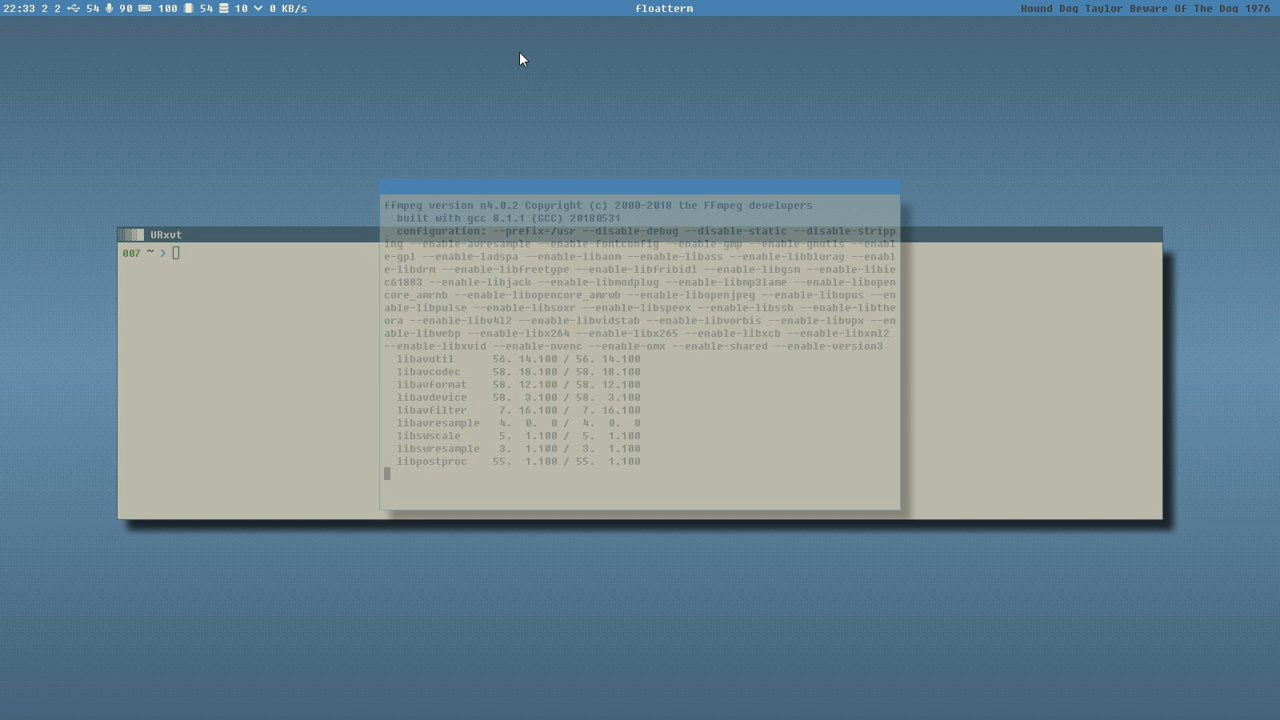 22:33 2 2 54 90 100 54 10 0 KB/s
floatterm
Hound Dog Taylor Beware Of The Dog 1976
URxvt
007 ~ >
ffmpeg version n4.0.2 Copyright (c) 2000-2018 the FFmpeg developers
built with gcc 8.1.1 (GCC) 20180531
configuration: --prefix=/usr --disable-debug --disable-static --disable-stripp
ing --enable-avresample --enable-fontconfig --enable-gmp --enable-gnutls --enabl
e-gpl --enable-ladspa --enable-libaom --enable-libass --enable-libbluray --enabl
e-libdrm --enable-libfreetype --enable-libfribidi --enable-libgsm --enable-libie
c61883 --enable-libjack --enable-libmodplug --enable-libmp3lame --enable-libopen
core_amrnb --enable-libopencore_amrwb --enable-libopenjpeg --enable-libopus --en
able-libpulse --enable-libsoxr --enable-libspeex --enable-libssh --enable-libthe
ora --enable-libv4l2 --enable-libvidstab --enable-libvorbis --enable-libvpx --en
able-libwebp --enable-libx264 --enable-libx265 --enable-libxcb --enable-libxml2
--enable-libxvid --enable-nvenc --enable-omx --enable-shared --enable-version3
libavutil      56. 14.100 / 56. 14.100
libavcodec     58. 18.100 / 58. 18.100
libavformat    58. 12.100 / 58. 12.100
libavdevice    58.  3.100 / 58.  3.100
libavfilter     7. 16.100 /  7. 16.100
libavresample   4.  0.  0 /  4.  0.  0
libswscale      5.  1.100 /  5.  1.100
libswresample   3.  1.100 /  3.  1.100
libpostproc    55.  1.100 / 55.  1.100